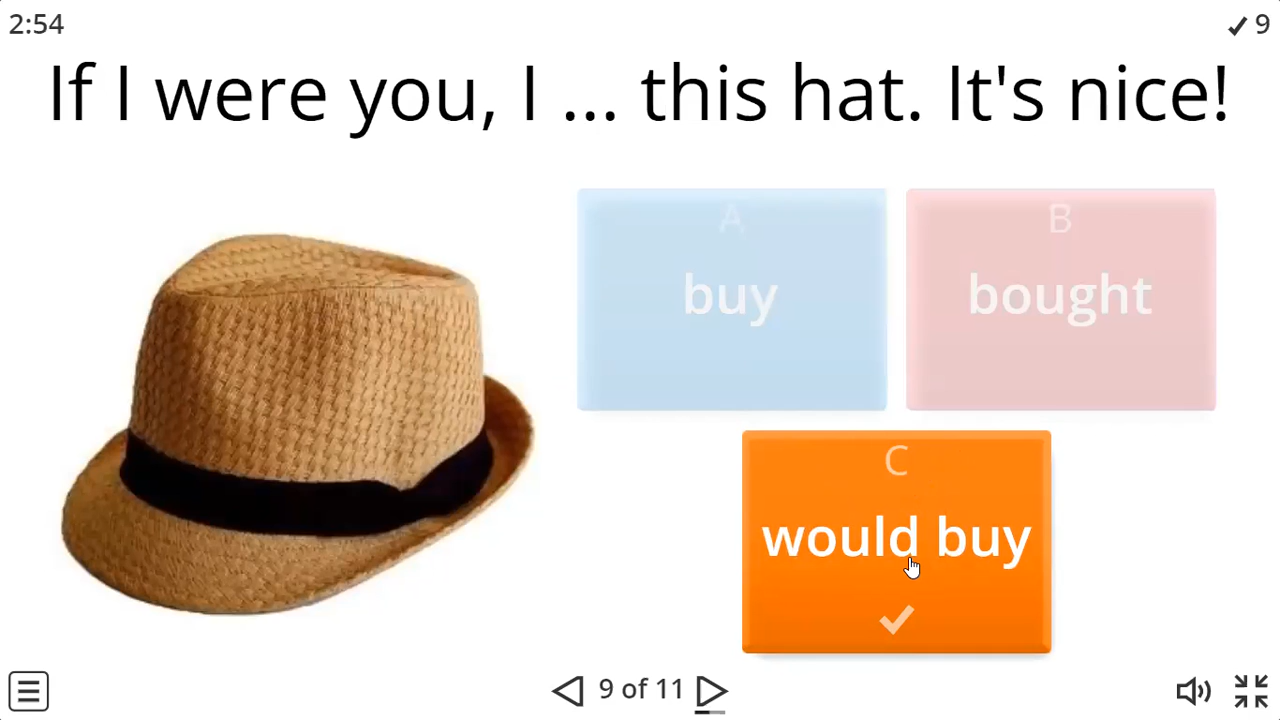 2:54
✓ 9
If I were you, I ... this hat. It's nice!
A
buy
B
bought
C
would buy
9 of 11